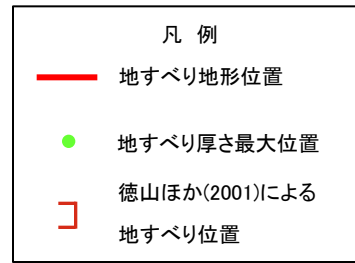 凡 例
地すべり地形位置
地すべり厚さ最大位置
徳山ほか(2001)による
地すべり位置